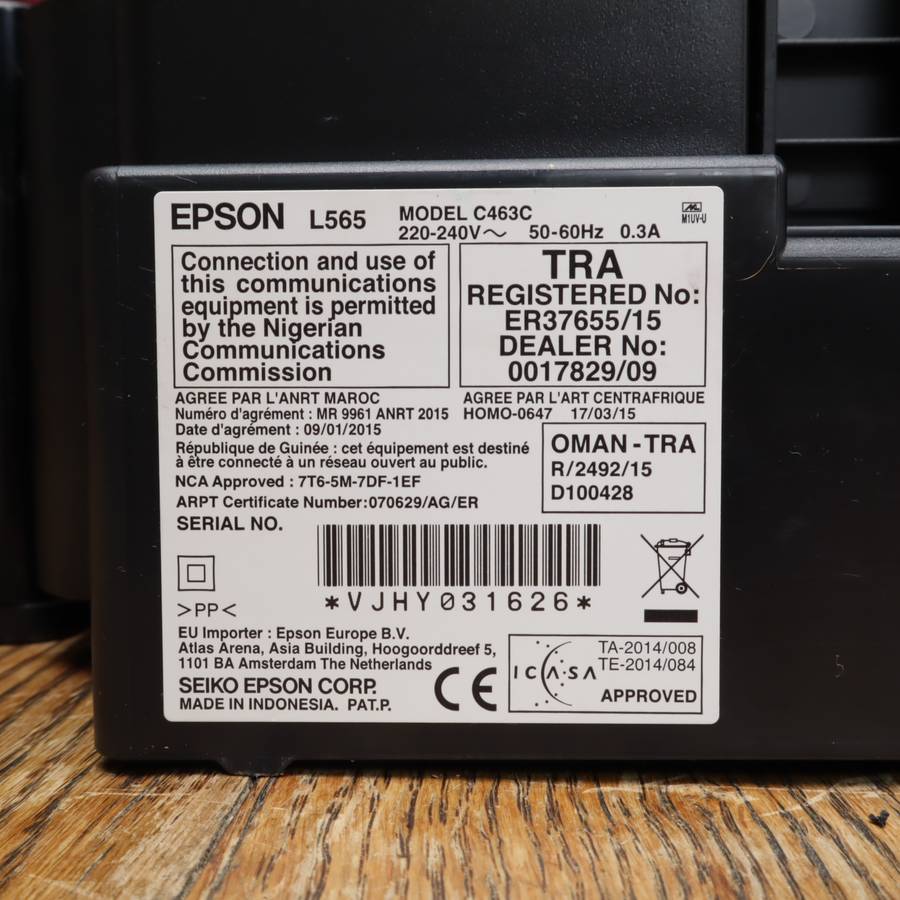 EPSON L565 MODEL C463C
220-240V～ 50-60Hz 0.3A
M1UV-U
Connection and use of
this communications
equipment is permitted
by the Nigerian
Communications
Commission
TRA
REGISTERED No:
ER37655/15
DEALER No:
0017829/09
AGREE PAR L'ANRT MAROC
Numéro d'agrément : MR 9961 ANRT 2015
Date d'agrément : 09/01/2015
AGREE PAR L'ART CENTRAFRIQUE
HOMO-0647 17/03/15
République de Guinée : cet équipement est destiné
à être connecté à un réseau ouvert au public.
NCA Approved : 7T6-5M-7DF-1EF
ARPT Certificate Number:070629/AG/ER
OMAN - TRA
R/2492/15
D100428
SERIAL NO.
*VJHY031626*
>PP<
EU Importer : Epson Europe B.V.
Atlas Arena, Asia Building, Hoogoorddreef 5,
1101 BA Amsterdam The Netherlands
SEIKO EPSON CORP.
MADE IN INDONESIA. PAT.P.
CE
ICASA
TA-2014/008
TE-2014/084
APPROVED